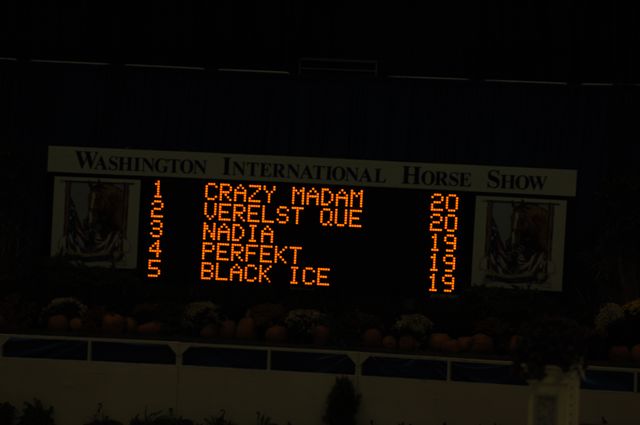 WASHINGTON INTERNATIONAL HORSE SHOW
1 CRAZY MADAM 20
2 VERELST QUE 20
3 NADIA 19
4 PERFEKT 19
5 BLACK ICE 19